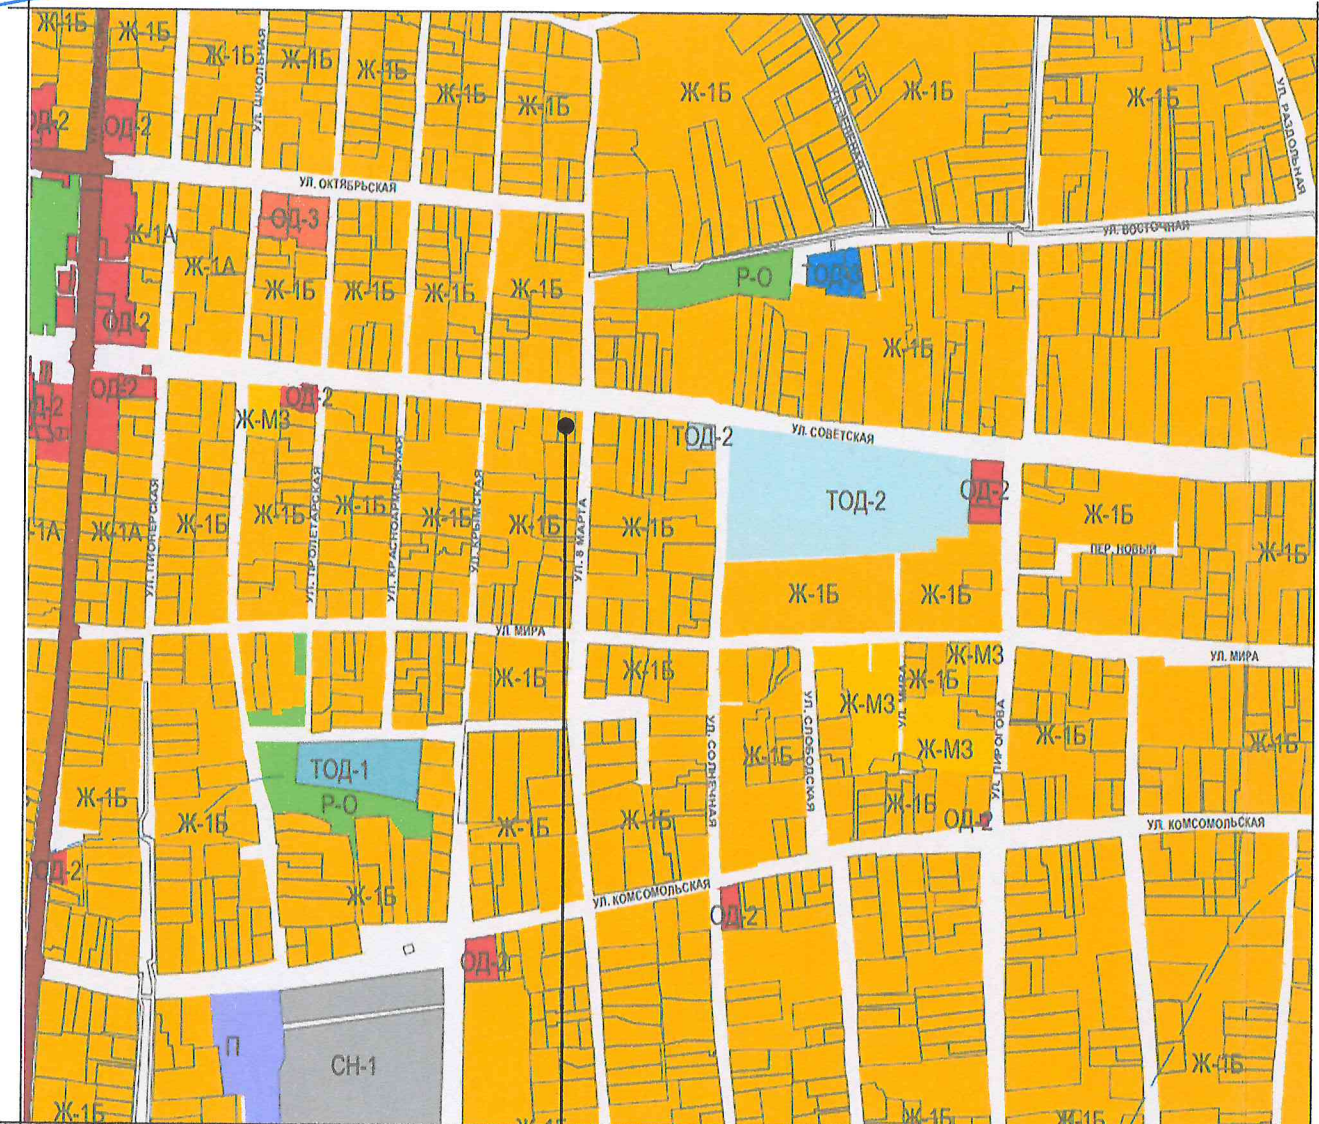 Ж-1Б
Ж-1Б
Ж-1Б
Ж-1Б
Ж-1Б
Ж-1Б
Ж-1Б
Ж-1Б
Ж-1Б
Ж-1Б
УЛ. ШКОЛЬНАЯ
УЛ. РАЗДОЛЬНАЯ
ОД-2
ОД-2
УЛ. ОКТЯБРЬСКАЯ
ОД-3
Ж-1А
Ж-1А
УЛ. ВОСТОЧНАЯ
Р-О
Ж-1Б
Ж-1Б
Ж-1Б
Ж-1Б
ОД-2
Ж-1Б
ОД-2
ОД-2
Ж-МЗ
ТОД-2
УЛ. СОВЕТСКАЯ
ТОД-2
ОД-2
УЛ. ПИОНЕРСКАЯ
УЛ. ПРОЛЕТАРСКАЯ
УЛ. КРАСНОАРМЕЙСКАЯ
УЛ. КРЫМСКАЯ
УЛ. 8 МАРТА
-1А
Ж-1А
Ж-1Б
Ж-1Б
Ж-1Б
Ж-1Б
Ж-1Б
Ж-1Б
Ж-1Б
ПЕР. НОВЫЙ
Ж-1Б
Ж-1Б
Ж-1Б
УЛ. МИРА
УЛ. МИРА
Ж-1Б
Ж-1Б
Ж-МЗ
Ж-1Б
Ж-МЗ
УЛ. МИРА
Ж-МЗ
УЛ. СОЛНЕЧНАЯ
УЛ. СЛОБОДСКАЯ
УЛ. ПИРОГОВА
Ж-1Б
Ж-1Б
Ж-1Б
ТОД-1
Р-О
Ж-1Б
Ж-1Б
Ж-1Б
Ж-1Б
Ж-1Б
ОД-2
УЛ. КОМСОМОЛЬСКАЯ
ОД-2
Ж-1Б
УЛ. КОМСОМОЛЬСКАЯ
ОД-2
ОД-2
П
СН-1
Ж-1Б
Ж-1Б
Ж-1Б
Ж-1Б